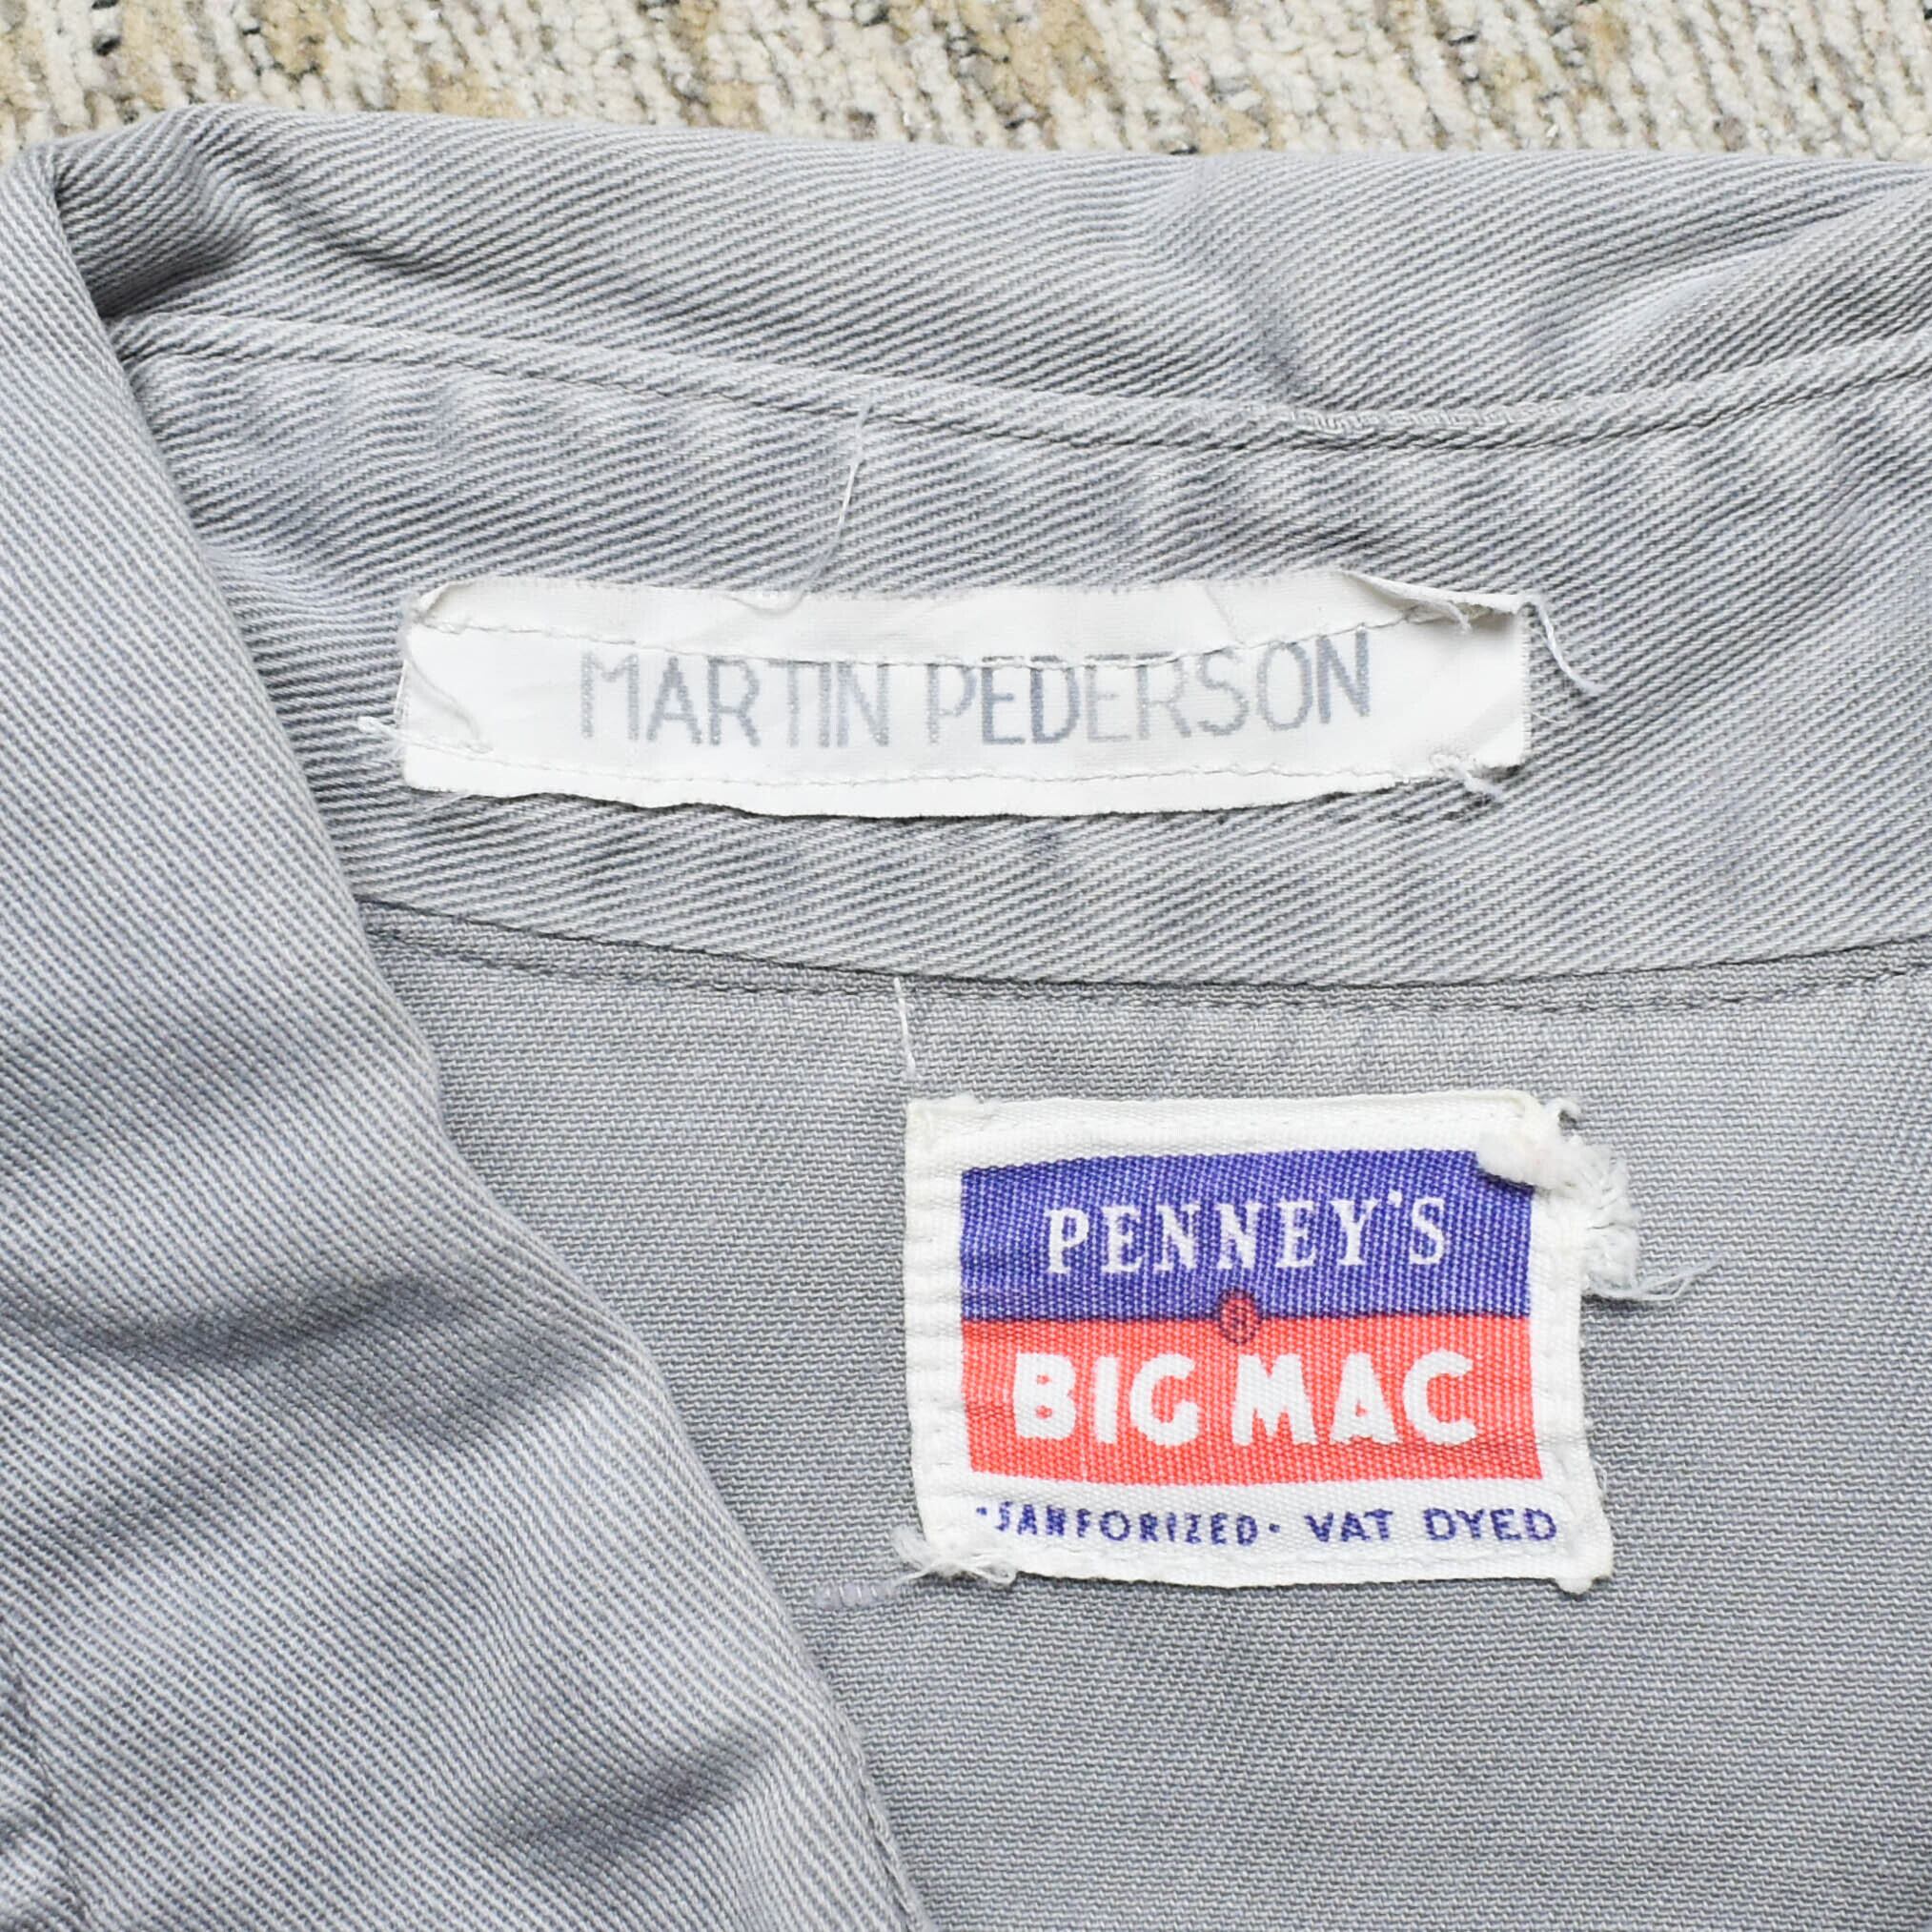 MARTIN PEDERSON
PENNEY'S
®
BIG MAC
"SANFORIZED· VAT DYED